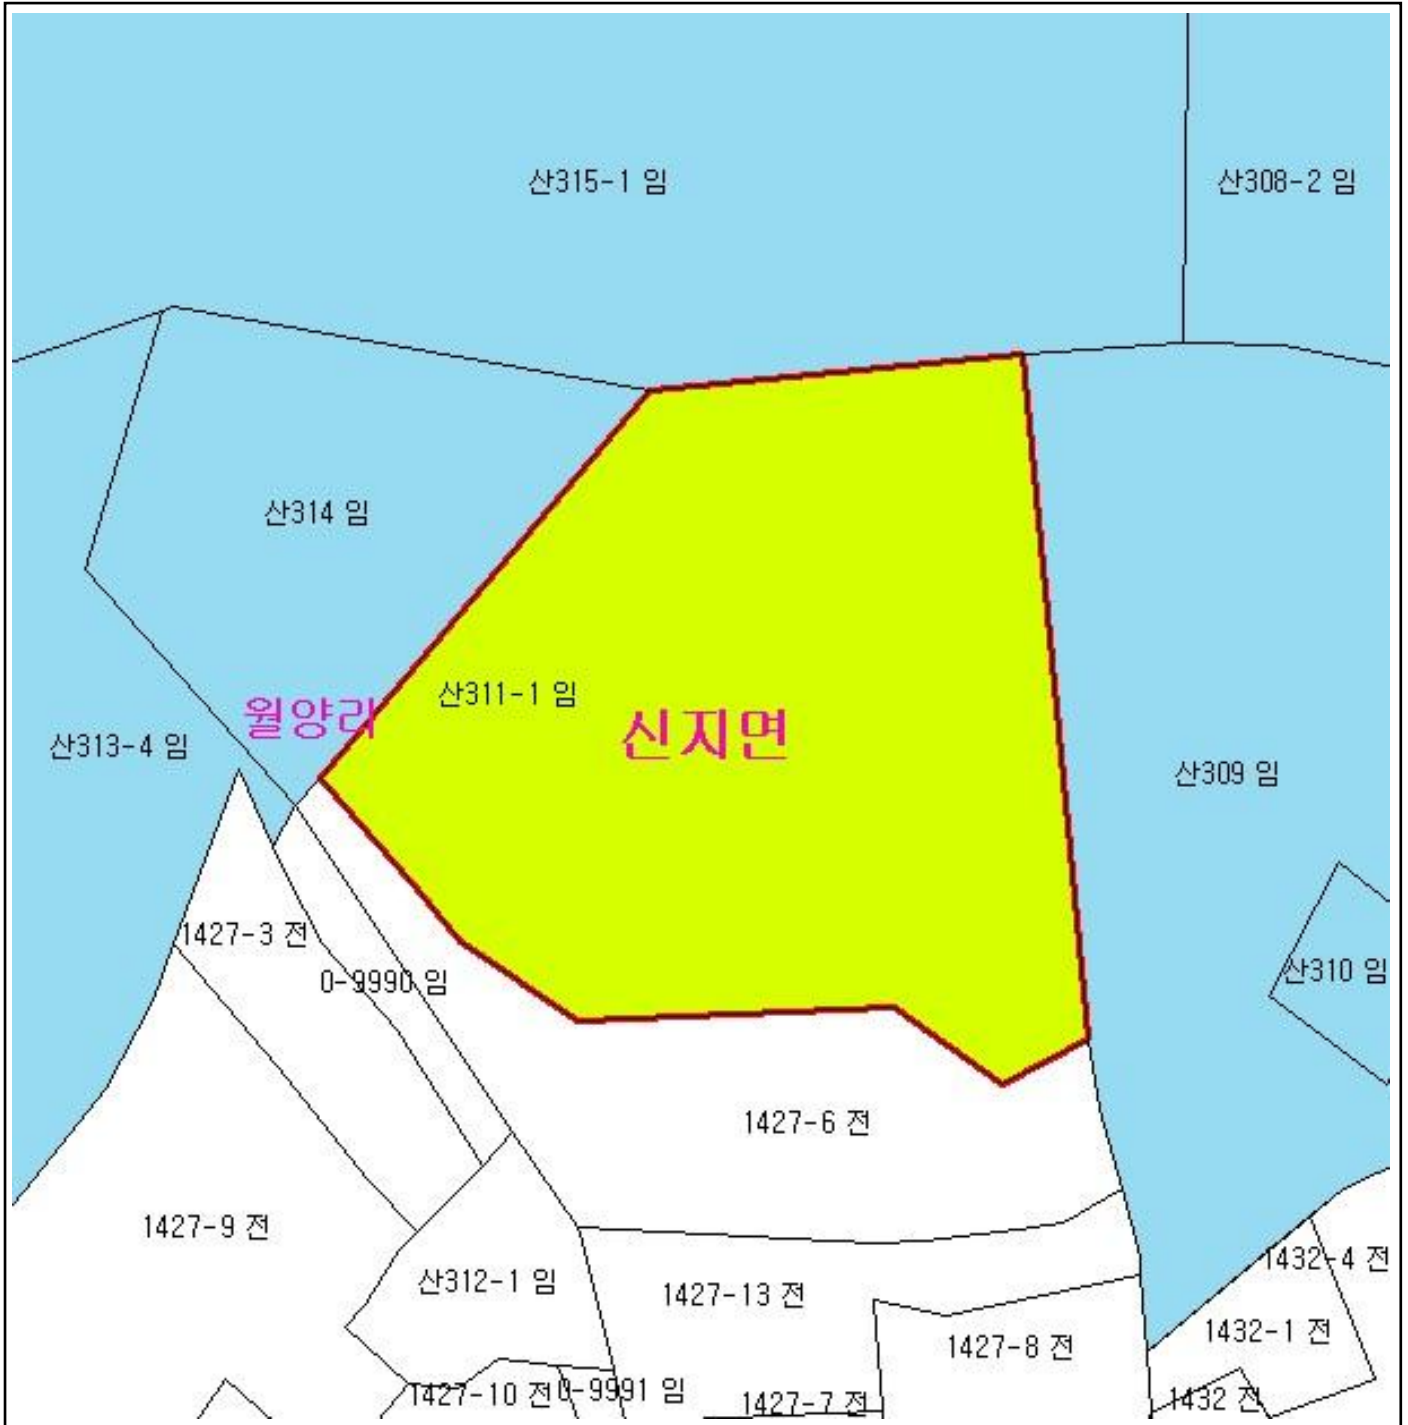 산315-1 임
산308-2 임
산314 임
산311-1 임
월양리
신지면
산313-4 임
산309 임
1427-3 전
산310 임
0-9990 임
1427-6 전
1427-9 전
1432-4 전
산312-1 임
1427-13 전
1432-1 전
1427-8 전
1427-10 전
0-9991 임
1427-7 전
1432 전